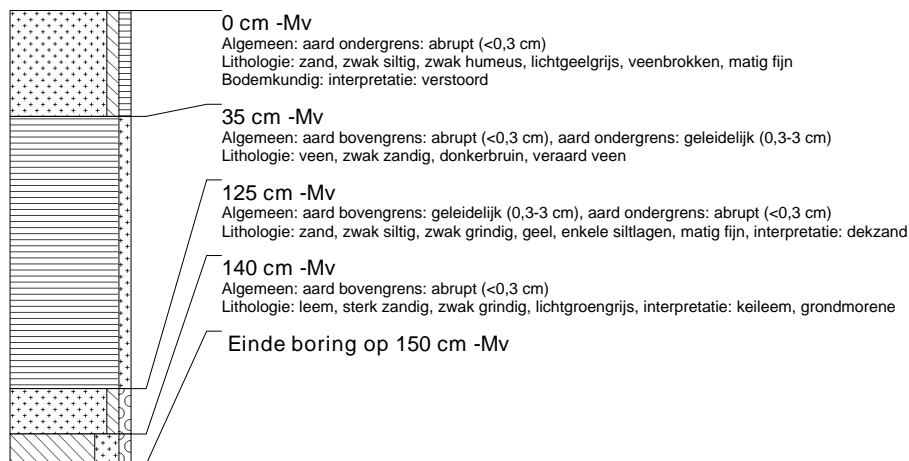 0 cm -Mv
Algemeen: aard ondergrens: abrupt (<0,3 cm)
Lithologie: zand, zwak siltig, zwak humeus, lichtgeelgrijs, veenbrokken, matig fijn
Bodemkundig: interpretatie: verstoord
35 cm -Mv
Algemeen: aard bovengrens: abrupt (<0,3 cm), aard ondergrens: geleidelijk (0,3-3 cm)
Lithologie: veen, zwak zandig, donkerbruin, veraard veen
125 cm -Mv
Algemeen: aard bovengrens: geleidelijk (0,3-3 cm), aard ondergrens: abrupt (<0,3 cm)
Lithologie: zand, zwak siltig, zwak grindig, geel, enkele siltlagen, matig fijn, interpretatie: dekzand
140 cm -Mv
Algemeen: aard bovengrens: abrupt (<0,3 cm)
Lithologie: leem, sterk zandig, zwak grindig, lichtgroengrijs, interpretatie: keileem, grondmorene
Einde boring op 150 cm -Mv